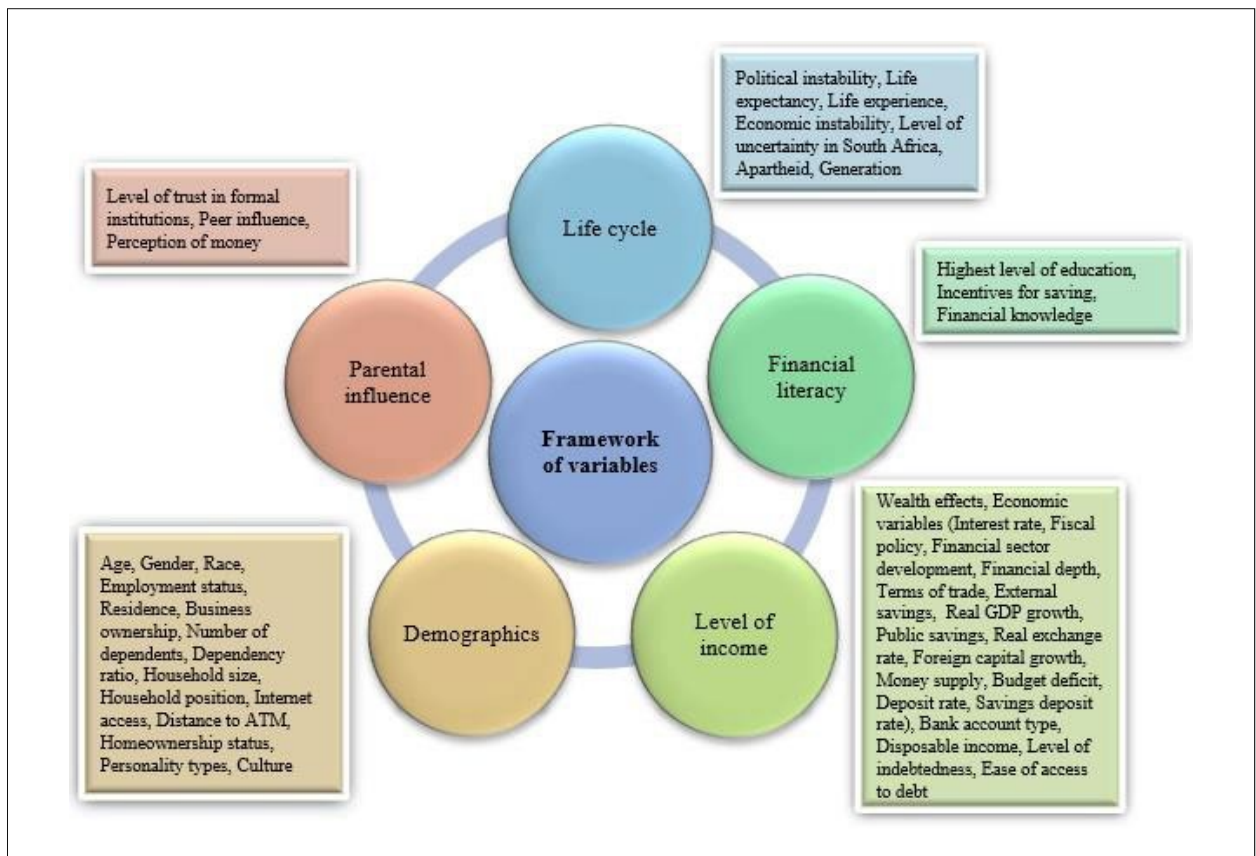 Political instability, Life
expectancy, Life experience,
Economic instability, Level of
uncertainty in South Africa,
Apartheid, Generation
Level of trust in formal
institutions, Peer influence,
Perception of money
Life cycle
Highest level of education,
Incentives for saving,
Financial knowledge
Parental
influence
Financial
literacy
Framework
of variables
Wealth effects, Economic
variables (Interest rate, Fiscal
policy, Financial sector
development, Financial depth,
Terms of trade, External
savings, Real GDP growth,
Public savings, Real exchange
rate, Foreign capital growth,
Money supply, Budget deficit,
Deposit rate, Savings deposit
rate), Bank account type,
Disposable income, Level of
indebtedness, Ease of access
to debt
Age, Gender, Race,
Employment status,
Residence, Business
ownership, Number of
dependents, Dependency
ratio, Household size,
Household position, Internet
access, Distance to ATM,
Homeownership status,
Personality types, Culture
Demographics
Level of
income